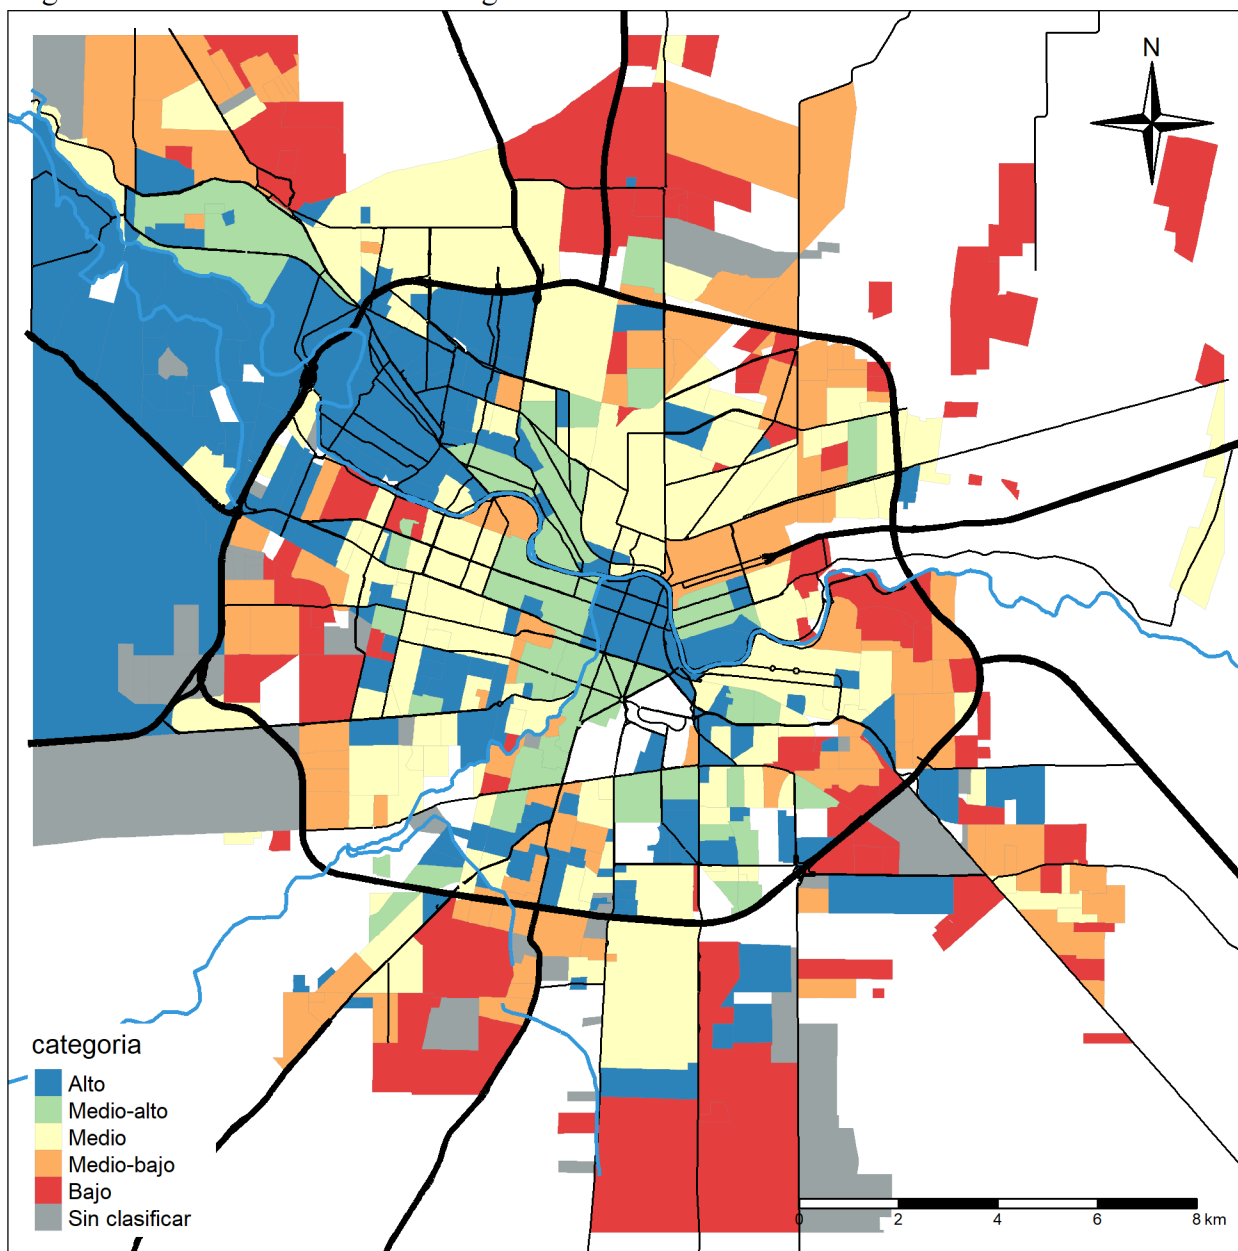 N
categoria
Alto
Medio-alto
Medio
Medio-bajo
Bajo
Sin clasificar
0 2 4 6 8 km